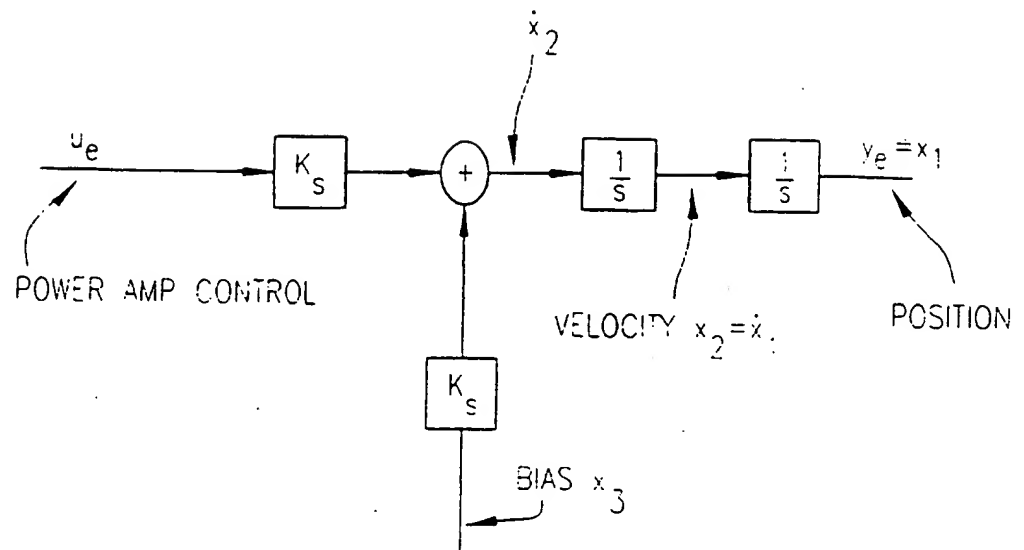 ẋ2
ue
Ks
+
1/s
1/s
ye = x1
POWER AMP CONTROL
VELOCITY x2 = ẋ1
POSITION
Ks
BIAS x3